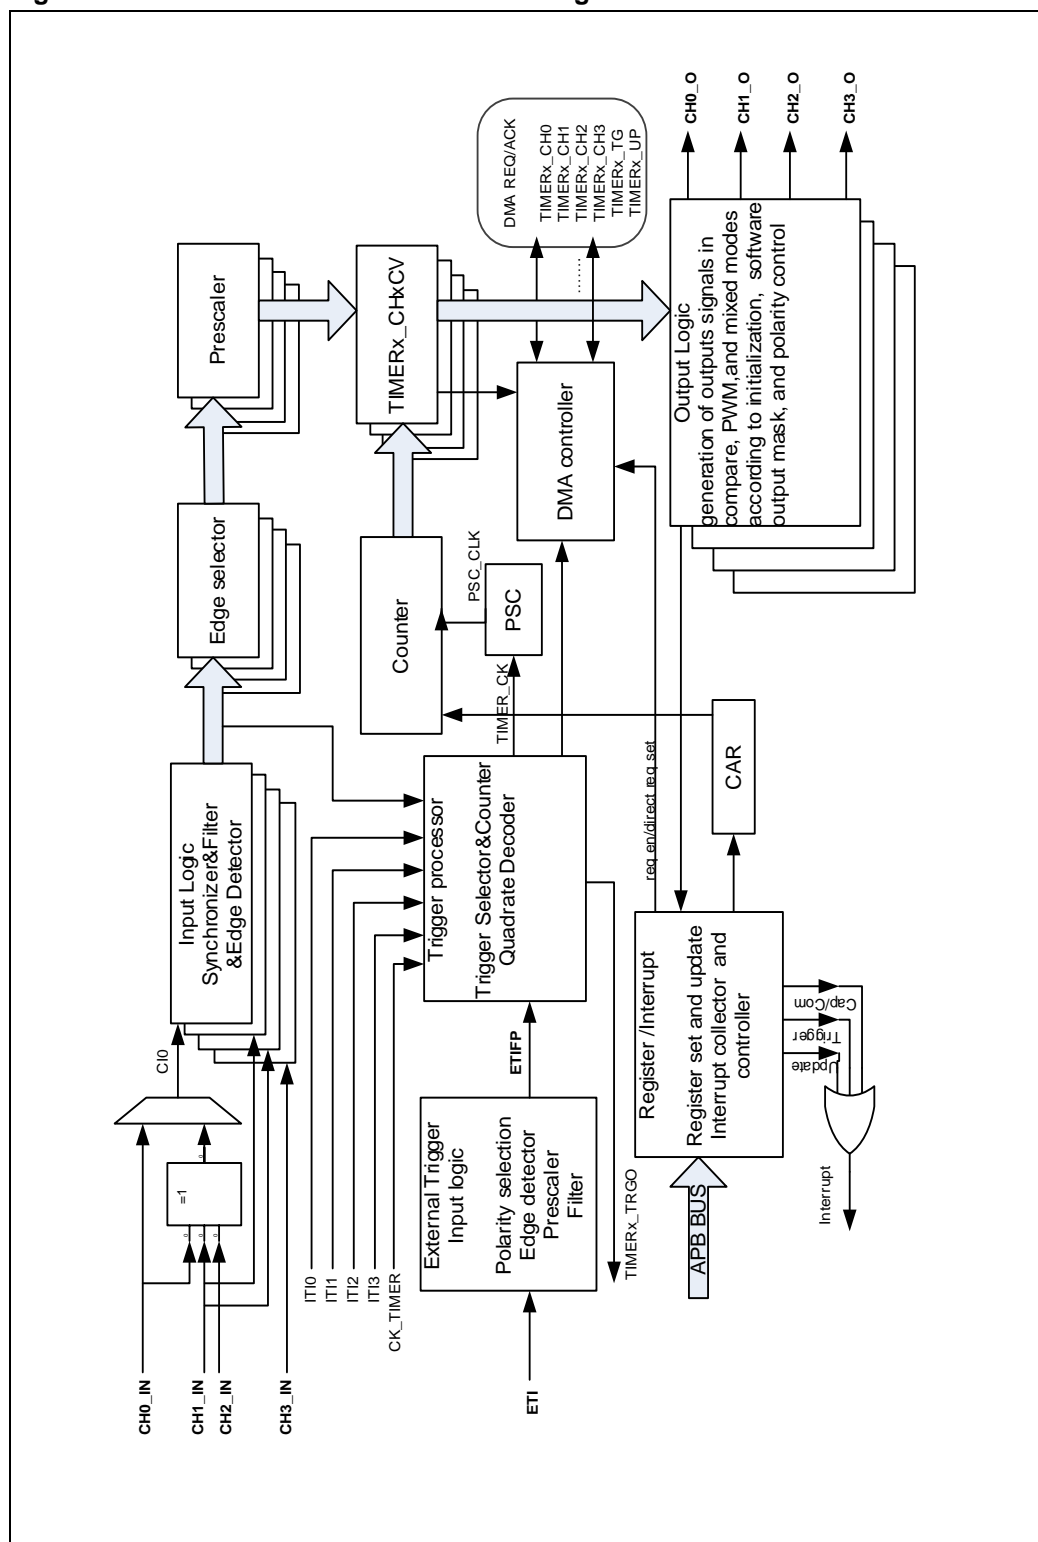 CH0_IN
CH1_IN
CH2_IN
CH3_IN
=1
CI0
Input Logic
Synchronizer&Filter
&Edge Detector
Edge selector
Prescaler
ITI0
ITI1
ITI2
ITI3
CK_TIMER
Trigger processor
Trigger Selector&Counter
Quadrate Decoder
TIMER_CK
PSC
PSC_CLK
Counter
TIMERx_CHxCV
DMA controller
DMA REQ/ACK
TIMERx_CH0
TIMERx_CH1
TIMERx_CH2
TIMERx_CH3
TIMERx_TG
TIMERx_UP
........
ETI
External Trigger
Input logic
Polarity selection
Edge detector
Prescaler
Filter
ETIFP
TIMERx_TRGO
APB BUS
Register /Interrupt
Register set and update
Interrupt collector and
controller
req en/direct req set
CAR
Update
Trigger
Cap/Com
Interrupt
Output Logic
generation of outputs signals in
compare, PWM,and mixed modes
according to initialization, software
output mask, and polarity control
CH0_O
CH1_O
CH2_O
CH3_O